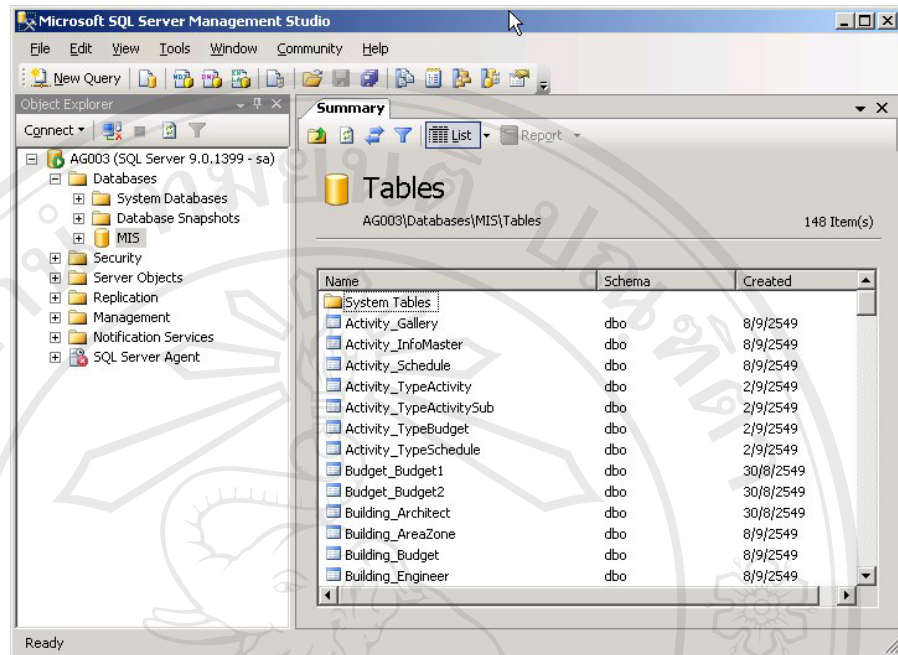 Microsoft SQL Server Management Studio
File Edit View Tools Window Community Help
New Query
Object Explorer
Connect
AG003 (SQL Server 9.0.1399 - sa)
Databases
System Databases
Database Snapshots
MIS
Security
Server Objects
Replication
Management
Notification Services
SQL Server Agent
Summary
List Report
Tables
AG003\Databases\MIS\Tables 148 Item(s)
Name Schema Created
System Tables
Activity_Gallery dbo 8/9/2549
Activity_InfoMaster dbo 8/9/2549
Activity_Schedule dbo 8/9/2549
Activity_TypeActivity dbo 2/9/2549
Activity_TypeActivitySub dbo 2/9/2549
Activity_TypeBudget dbo 2/9/2549
Activity_TypeSchedule dbo 2/9/2549
Budget_Budget1 dbo 30/8/2549
Budget_Budget2 dbo 30/8/2549
Building_Architect dbo 30/8/2549
Building_AreaZone dbo 8/9/2549
Building_Budget dbo 8/9/2549
Building_Engineer dbo 8/9/2549
Ready